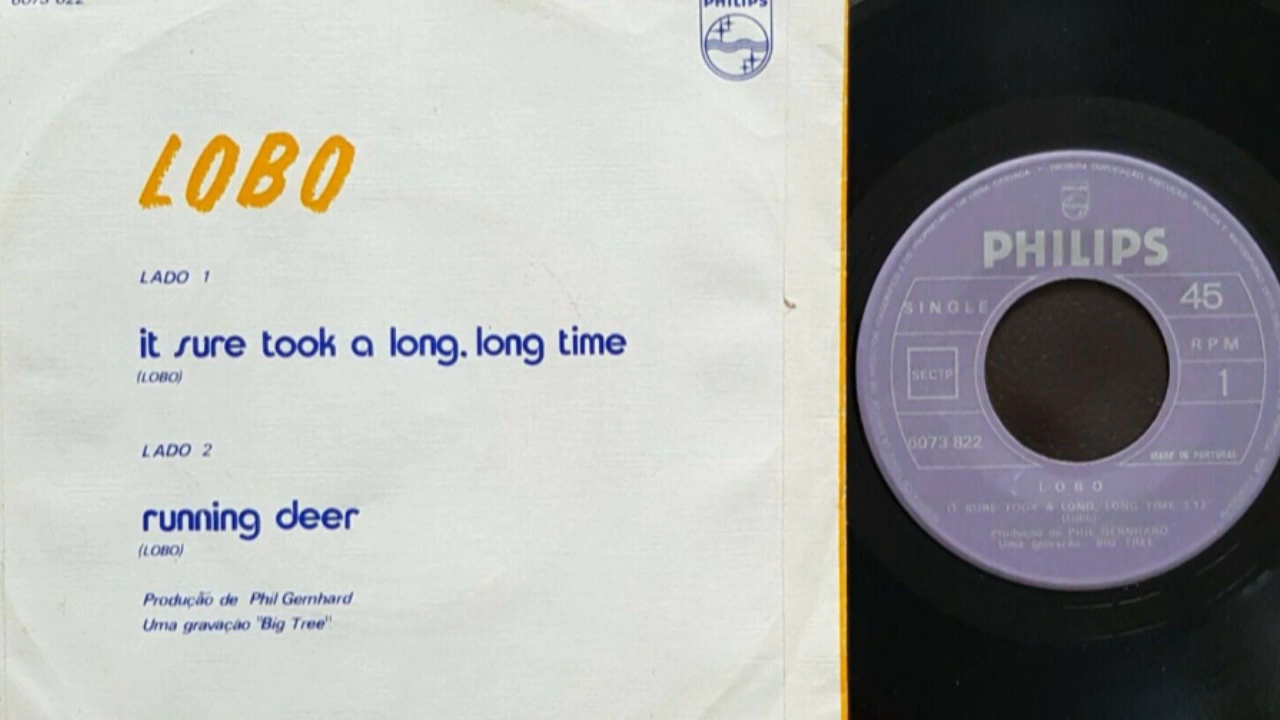 6073 822
PHILIPS
LOBO
LADO 1
it sure took a long, long time
(LOBO)
LADO 2
running deer
(LOBO)
Produção de Phil Gernhard
Uma gravação "Big Tree"
PHILIPS
SINGLE
45
RPM
SECTP
1
6073 822
MADE IN PORTUGAL
LOBO
IT SURE TOOK A LONG, LONG TIME 3.12
(Lobo)
Produção de PHIL GERNHARD
Uma gravação "BIG TREE"